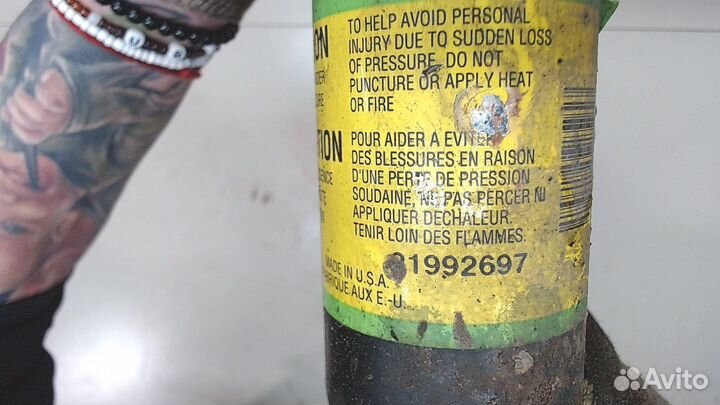 TO HELP AVOID PERSONAL
INJURY DUE TO SUDDEN LOSS
OF PRESSURE, DO NOT
PUNCTURE OR APPLY HEAT
OR FIRE
POUR AIDER A EVITER
DES BLESSURES EN RAISON
D'UNE PERTE DE PRESSION
SOUDAINE, NE PAS PERCER NI
APPLIQUER DECHALEUR.
TENIR LOIN DES FLAMMES.
1992697
MADE IN U.S.A.
FABRIQUE AUX E.-U.
Avito